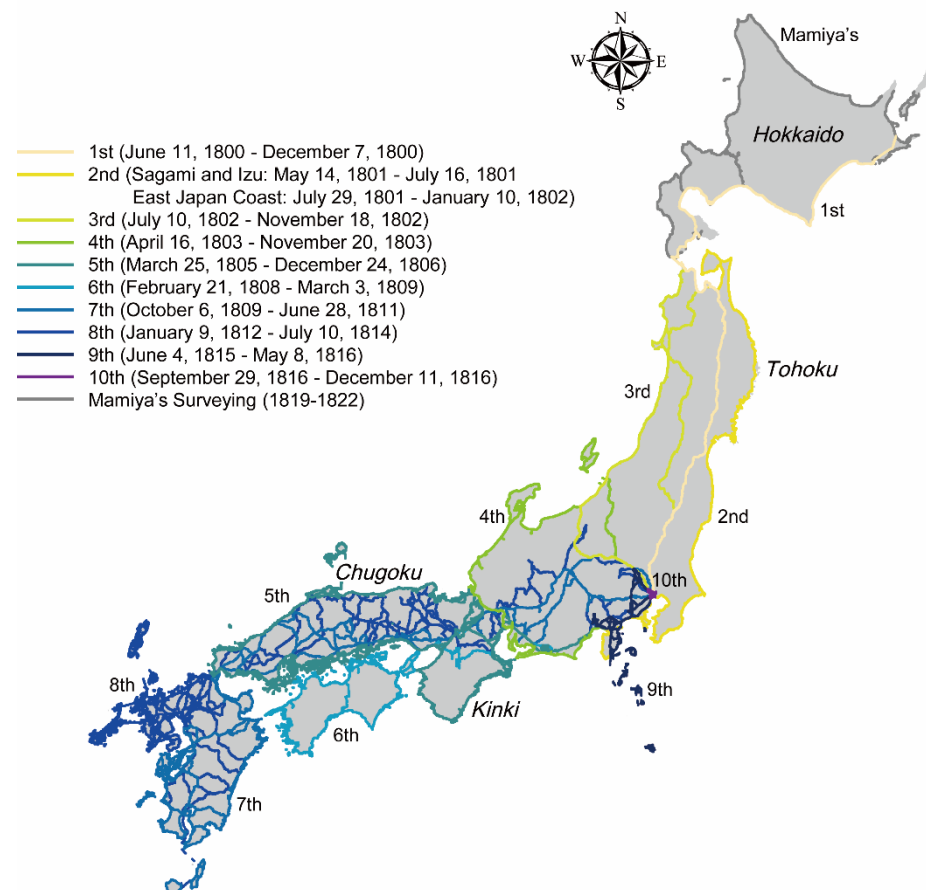 N
W E
S
Mamiya's
Hokkaido
1st
1st (June 11, 1800 - December 7, 1800)
2nd (Sagami and Izu: May 14, 1801 - July 16, 1801
East Japan Coast: July 29, 1801 - January 10, 1802)
3rd (July 10, 1802 - November 18, 1802)
4th (April 16, 1803 - November 20, 1803)
5th (March 25, 1805 - December 24, 1806)
6th (February 21, 1808 - March 3, 1809)
7th (October 6, 1809 - June 28, 1811)
8th (January 9, 1812 - July 10, 1814)
9th (June 4, 1815 - May 8, 1816)
10th (September 29, 1816 - December 11, 1816)
Mamiya's Surveying (1819-1822)
Tohoku
3rd
4th
2nd
10th
Chugoku
5th
8th
9th
Kinki
6th
7th